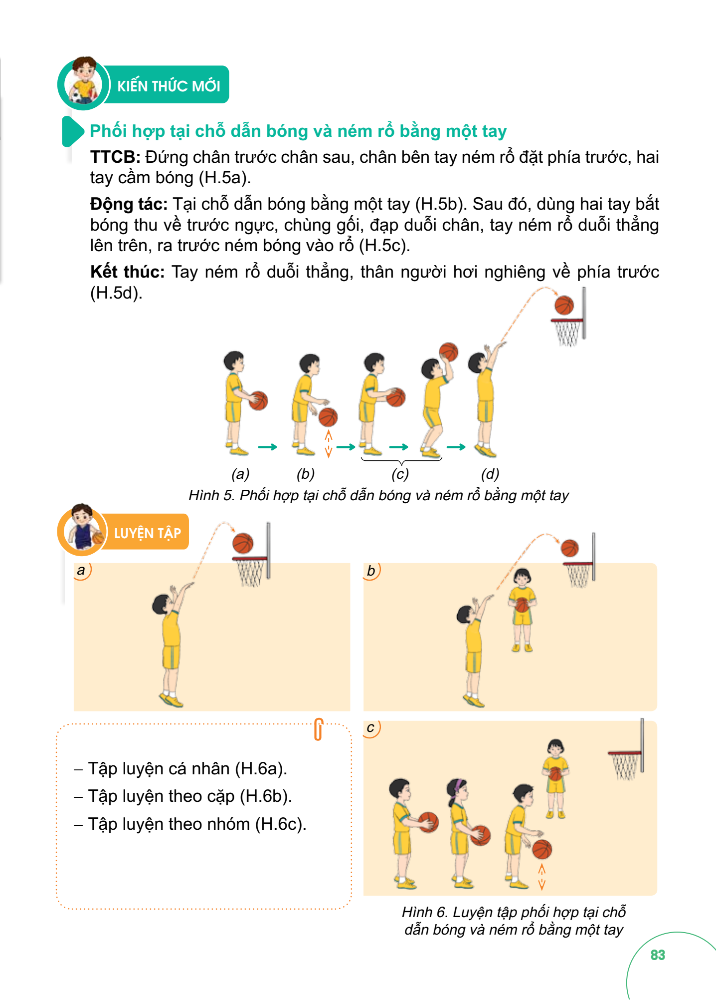 KIẾN THỨC MỚI
Phối hợp tại chỗ dẫn bóng và ném rổ bằng một tay
TTCB: Đứng chân trước chân sau, chân bên tay ném rổ đặt phía trước, hai
tay cầm bóng (H.5a).
Động tác: Tại chỗ dẫn bóng bằng một tay (H.5b). Sau đó, dùng hai tay bắt
bóng thu về trước ngực, chùng gối, đạp duỗi chân, tay ném rổ duỗi thẳng
lên trên, ra trước ném bóng vào rổ (H.5c).
Kết thúc: Tay ném rổ duỗi thẳng, thân người hơi nghiêng về phía trước
(H.5d).
(a) (b) (c) (d)
Hình 5. Phối hợp tại chỗ dẫn bóng và ném rổ bằng một tay
LUYỆN TẬP
a
b
– Tập luyện cá nhân (H.6a).
– Tập luyện theo cặp (H.6b).
– Tập luyện theo nhóm (H.6c).
c
Hình 6. Luyện tập phối hợp tại chỗ
dẫn bóng và ném rổ bằng một tay
83